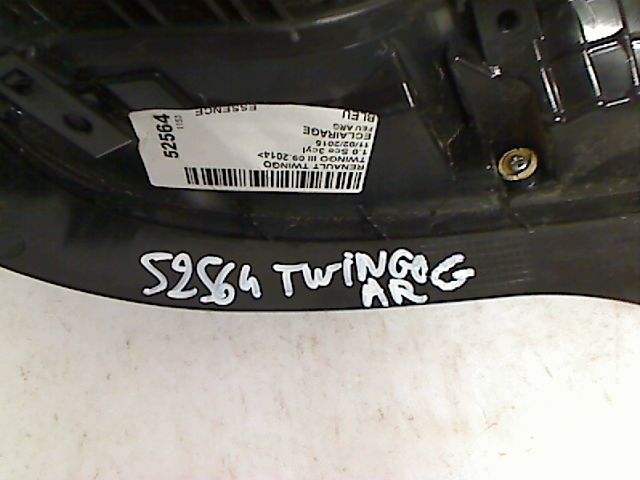 RENAULT TWINGO
TWINGO III 09.2014>
1.0 Sce 3cyl
11/02/2015
ECLAIRAGE
FEU ARG
BLEU
ESSENCE
52564
1153
52564 TWINGO G
AR